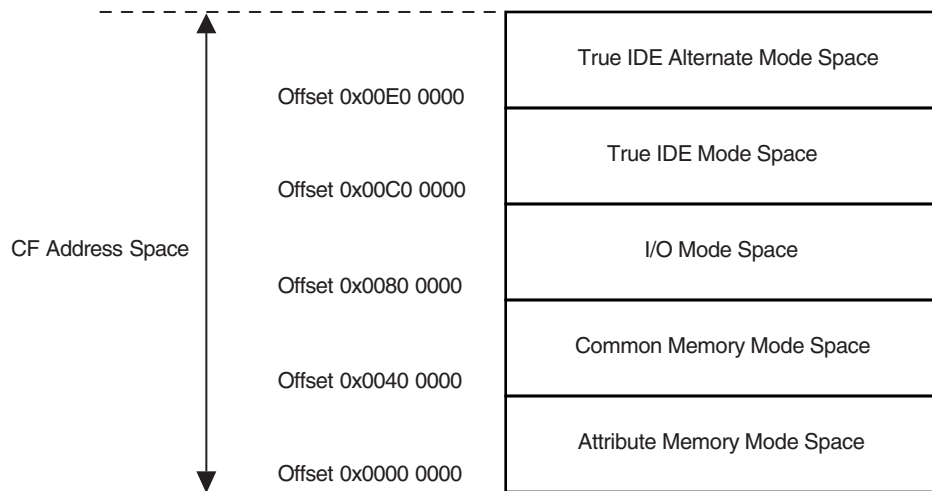 True IDE Alternate Mode Space
Offset 0x00E0 0000
True IDE Mode Space
Offset 0x00C0 0000
CF Address Space
I/O Mode Space
Offset 0x0080 0000
Common Memory Mode Space
Offset 0x0040 0000
Attribute Memory Mode Space
Offset 0x0000 0000